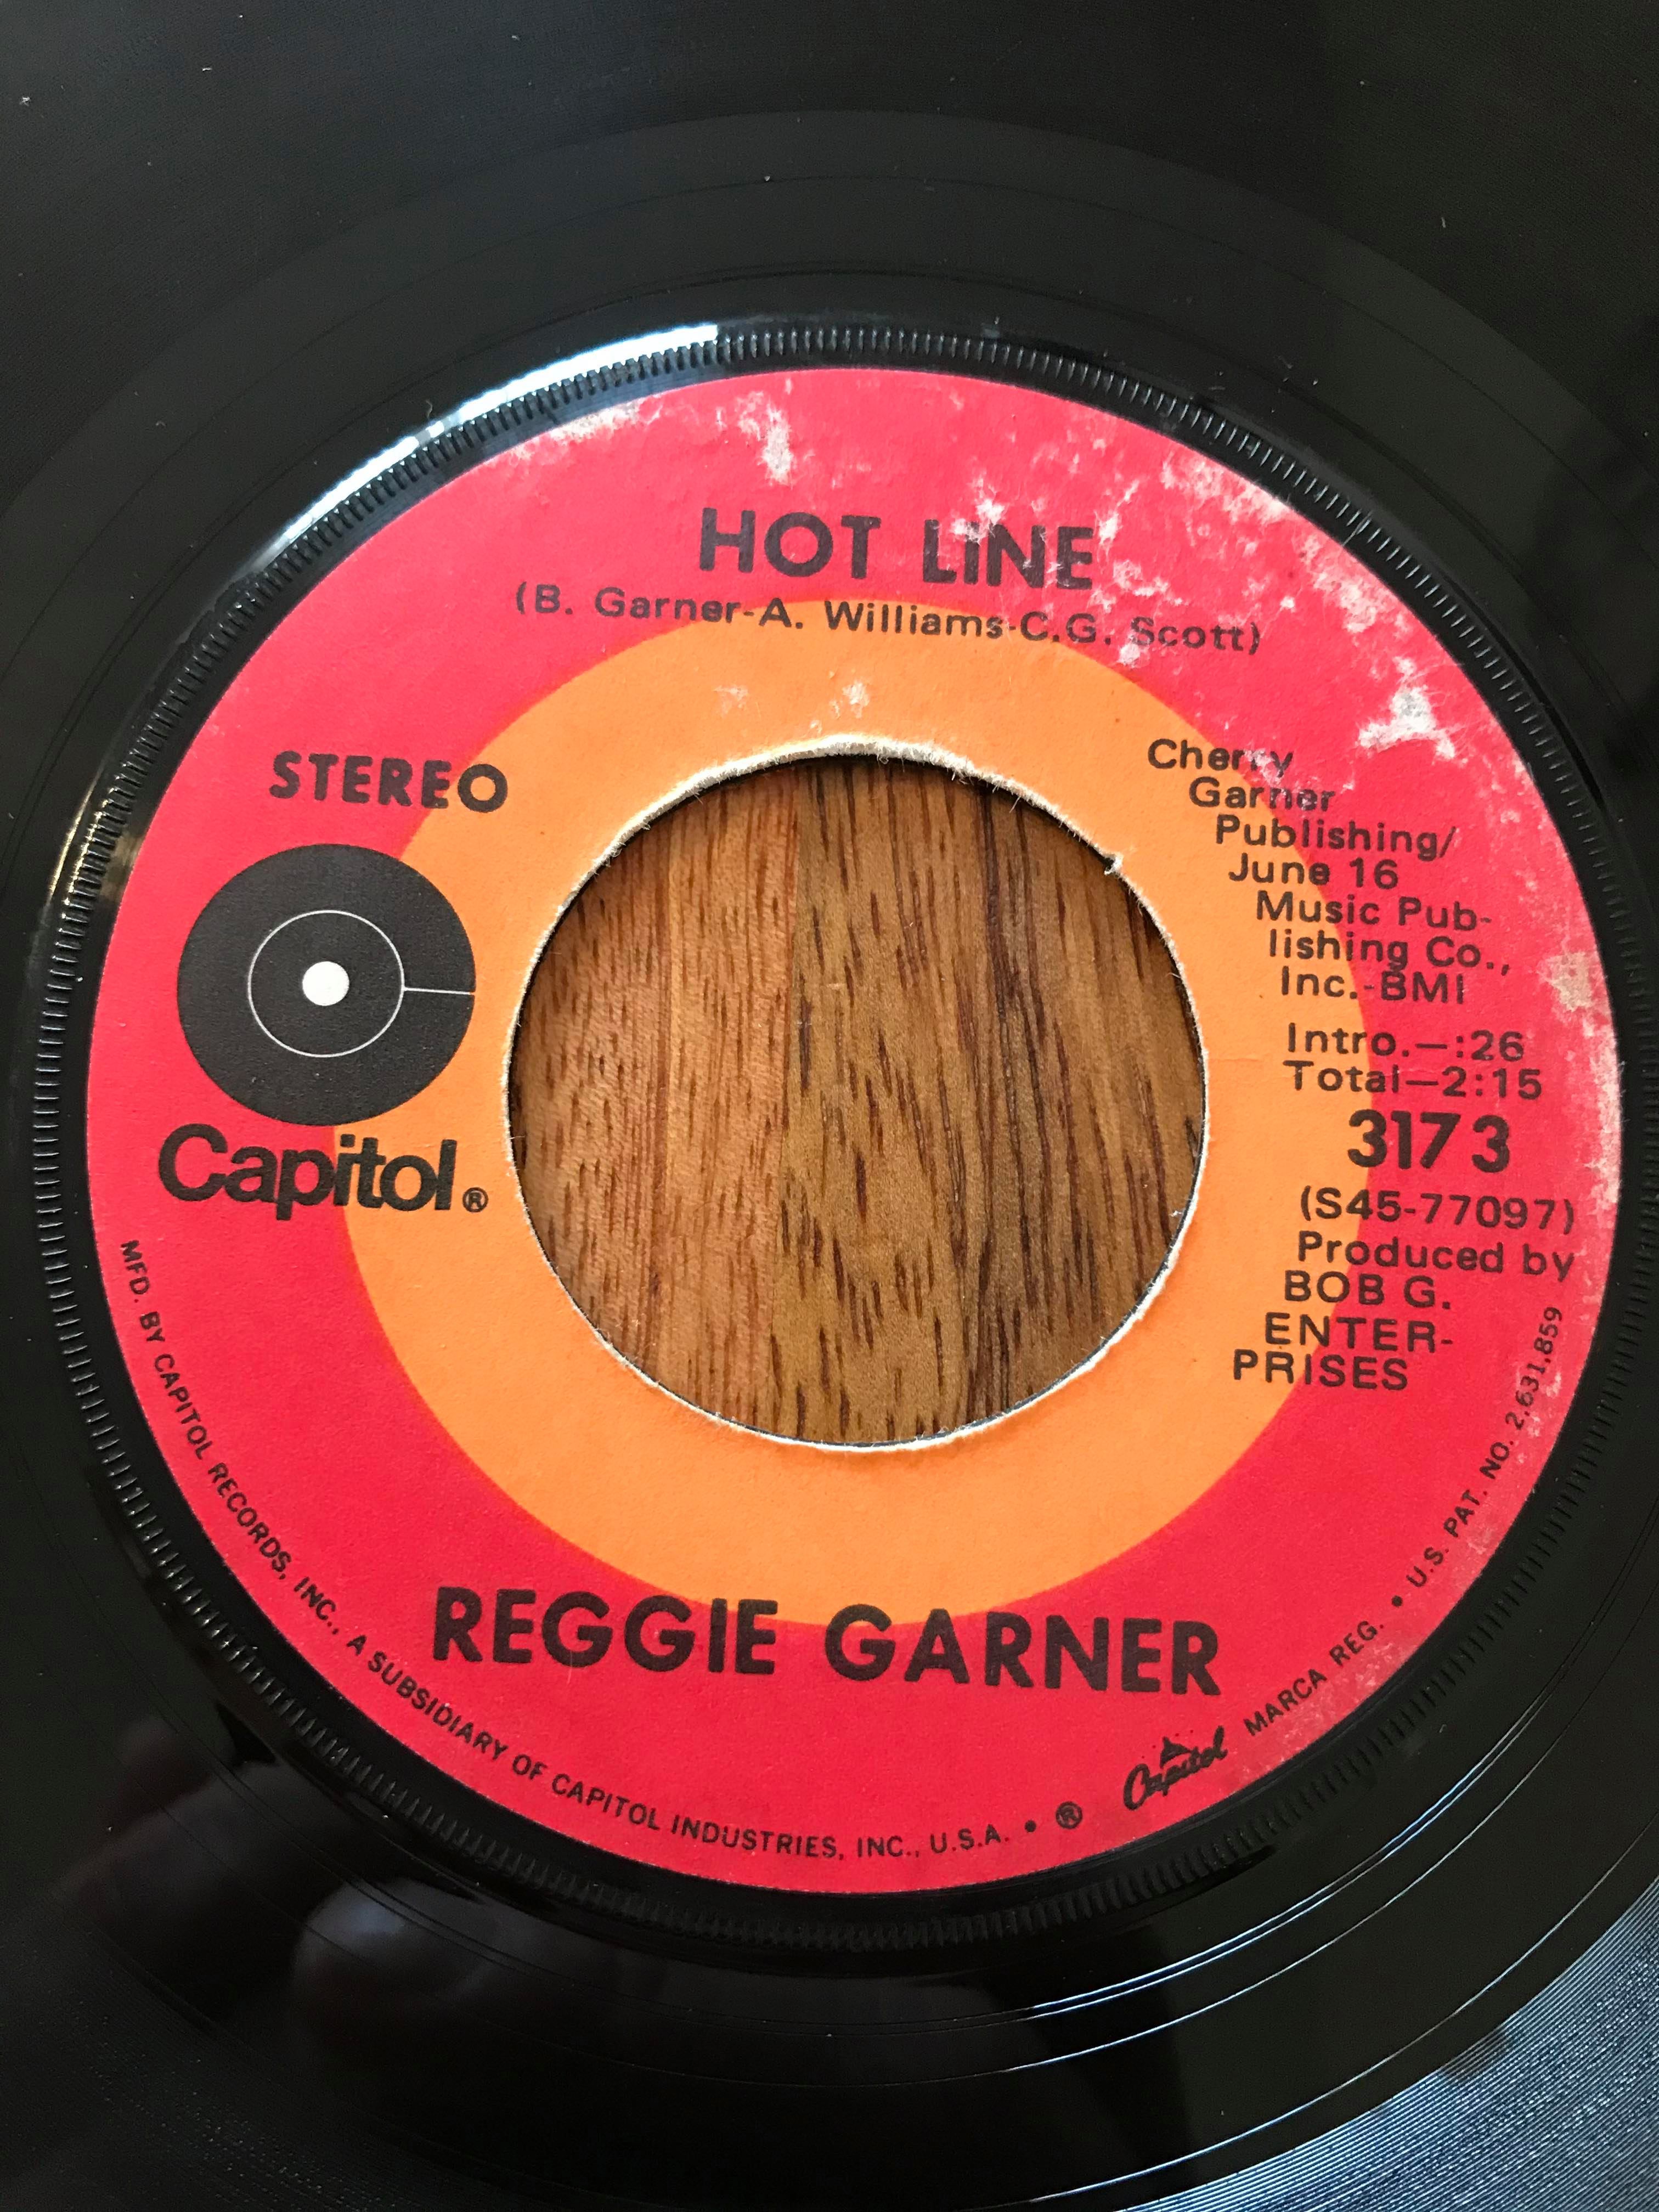 HOT LINE
(B. Garner-A. Williams-C.G. Scott)
STEREO
Capitol®
Cherry
Garner
Publishing/
June 16
Music Pub-
lishing Co.,
Inc.-BMI
Intro.—:26
Total—2:15
3173
(S45-77097)
Produced by
BOB G.
ENTER-
PRISES
REGGIE GARNER
MFD. BY CAPITOL RECORDS, INC., A SUBSIDIARY OF CAPITOL INDUSTRIES, INC., U.S.A. • ® Capitol MARCA REG. • U.S. PAT. NO. 2,631,859